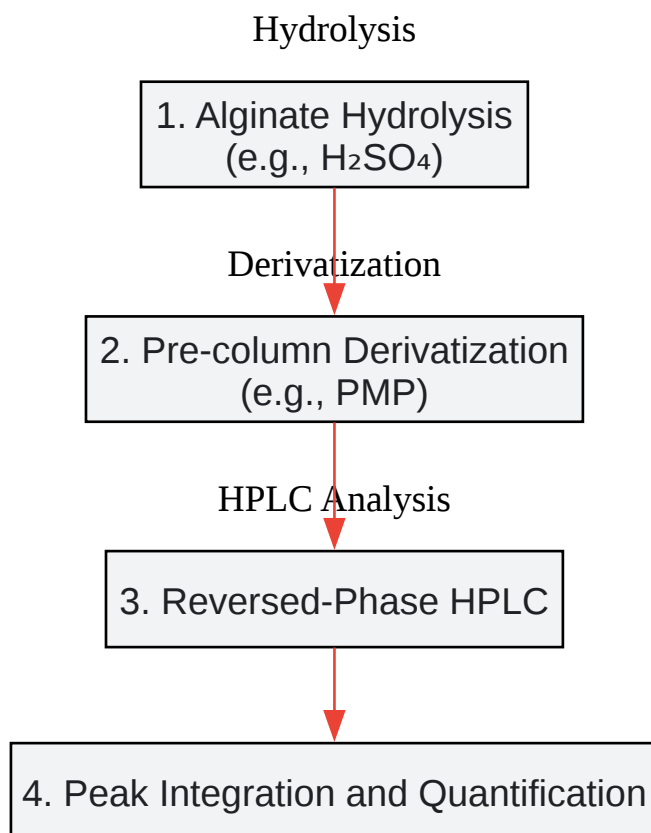 Hydrolysis
1. Alginate Hydrolysis
(e.g., H₂SO₄)
Derivatization
2. Pre-column Derivatization
(e.g., PMP)
HPLC Analysis
3. Reversed-Phase HPLC
4. Peak Integration and Quantification